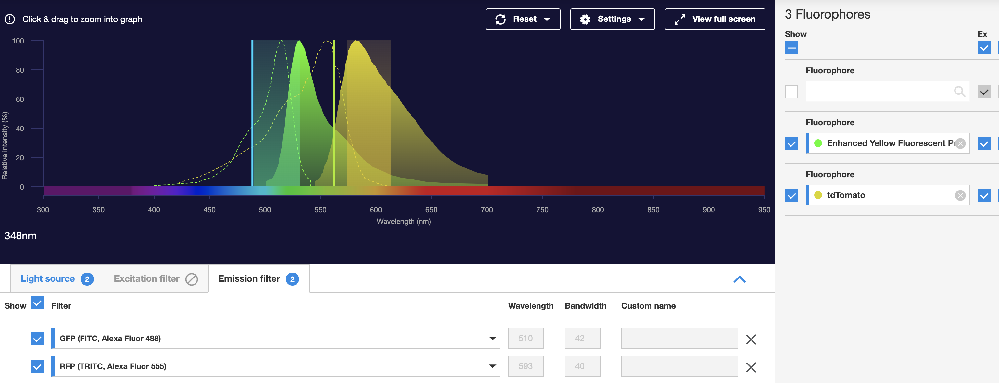 Click & drag to zoom into graph
Reset
Settings
View full screen
100
80
60
40
20
0
Relative intensity (%)
300 350 400 450 500 550 600 650 700 750 800 850 900 950
Wavelength (nm)
348nm
Light source 2
Excitation filter
Emission filter 2
Show Filter Wavelength Bandwidth Custom name
GFP (FITC, Alexa Fluor 488) 510 42
RFP (TRITC, Alexa Fluor 555) 593 40
3 Fluorophores
Show Ex
Fluorophore
Fluorophore
Enhanced Yellow Fluorescent
Fluorophore
tdTomato